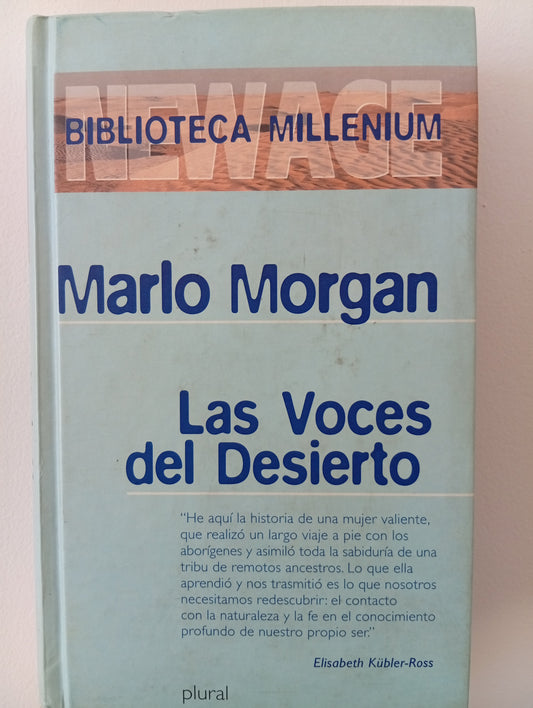 NEW AGE
BIBLIOTECA MILLENIUM
Marlo Morgan
Las Voces
del Desierto
“He aquí la historia de una mujer valiente,
que realizó un largo viaje a pie con los
aborígenes y asimiló toda la sabiduría de una
tribu de remotos ancestros. Lo que ella
aprendió y nos trasmitió es lo que nosotros
necesitamos redescubrir: el contacto
con la naturaleza y la fe en el conocimiento
profundo de nuestro propio ser.”
Elisabeth Kübler-Ross
plural